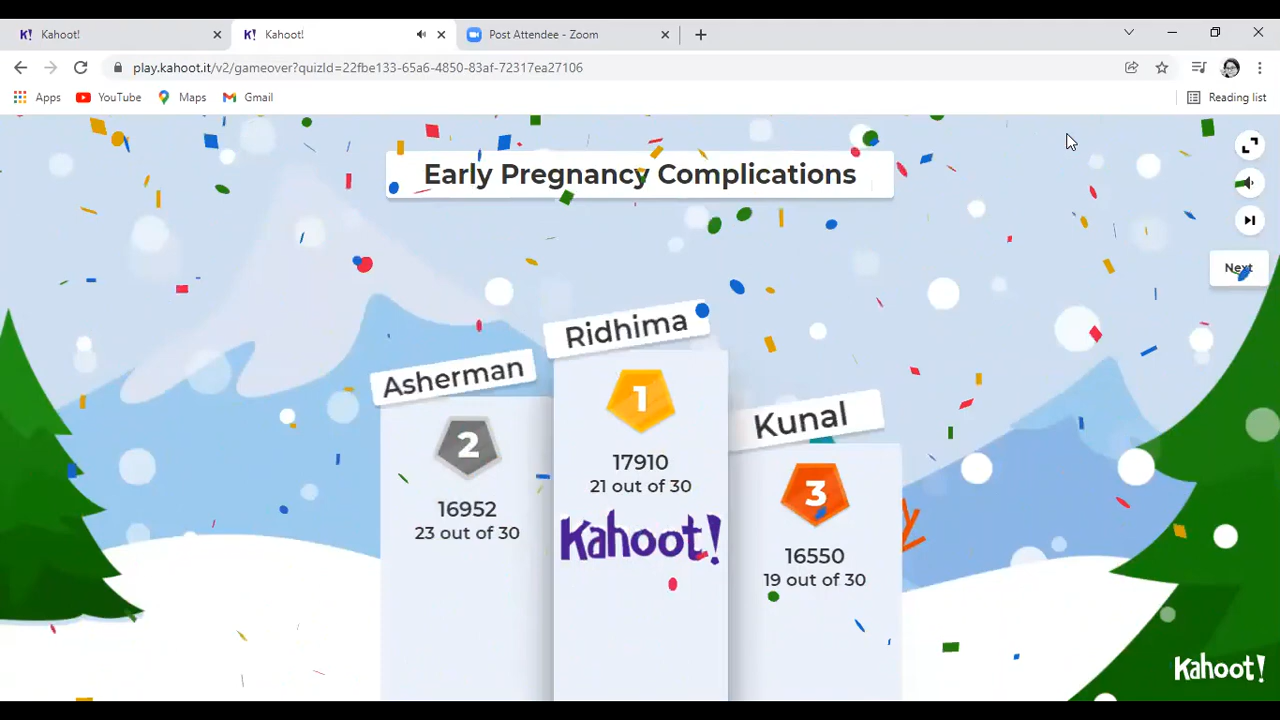 Kahoot!
Kahoot!
Post Attendee - Zoom
play.kahoot.it/v2/gameover?quizId=22fbe133-65a6-4850-83af-72317ea27106
Apps
YouTube
Maps
Gmail
Reading list
Early Pregnancy Complications
Next
Ridhima
1
17910
21 out of 30
Kahoot!
Asherman
2
16952
23 out of 30
Kunal
3
16550
19 out of 30
Kahoot!